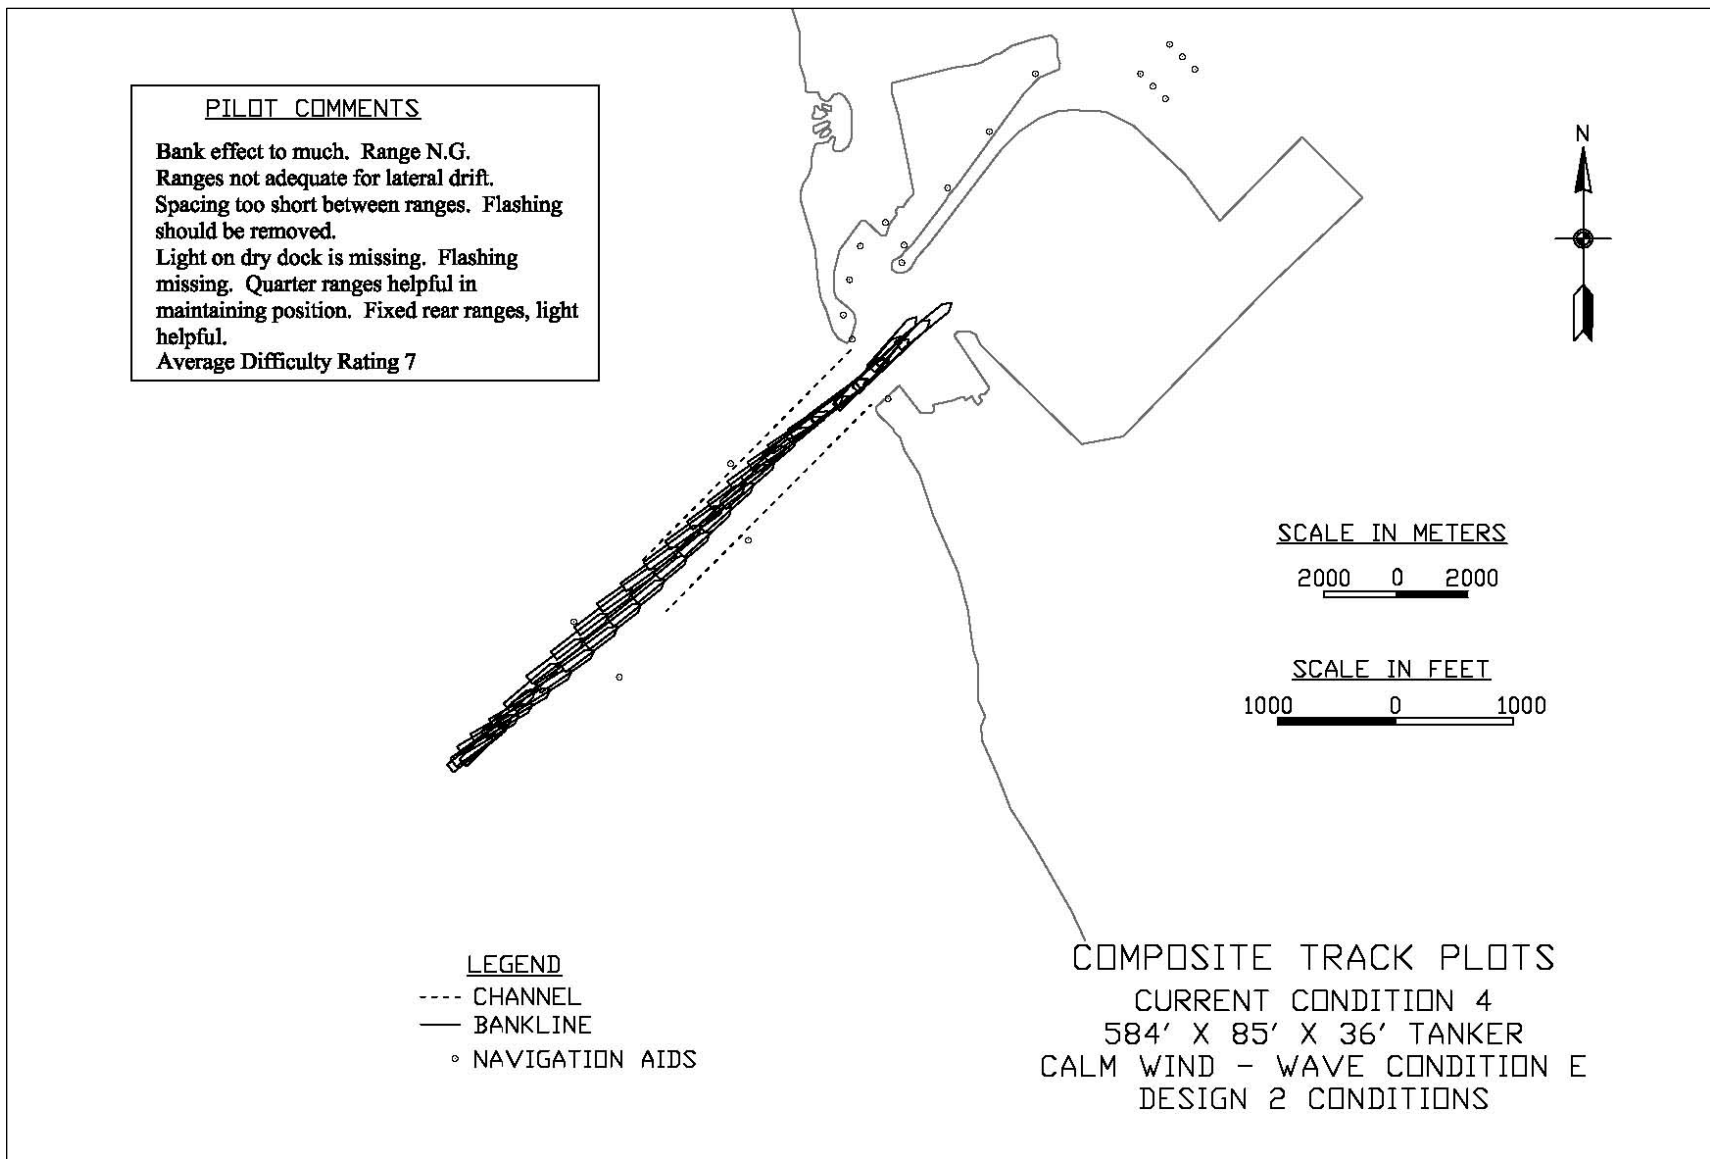 PILOT COMMENTS
Bank effect to much. Range N.G.
Ranges not adequate for lateral drift.
Spacing too short between ranges. Flashing
should be removed.
Light on dry dock is missing. Flashing
missing. Quarter ranges helpful in
maintaining position. Fixed rear ranges, light
helpful.
Average Difficulty Rating 7
N
SCALE IN METERS
2000 0 2000
SCALE IN FEET
1000 0 1000
LEGEND
CHANNEL
BANKLINE
NAVIGATION AIDS
COMPOSITE TRACK PLOTS
CURRENT CONDITION 4
584' X 85' X 36' TANKER
CALM WIND - WAVE CONDITION E
DESIGN 2 CONDITIONS